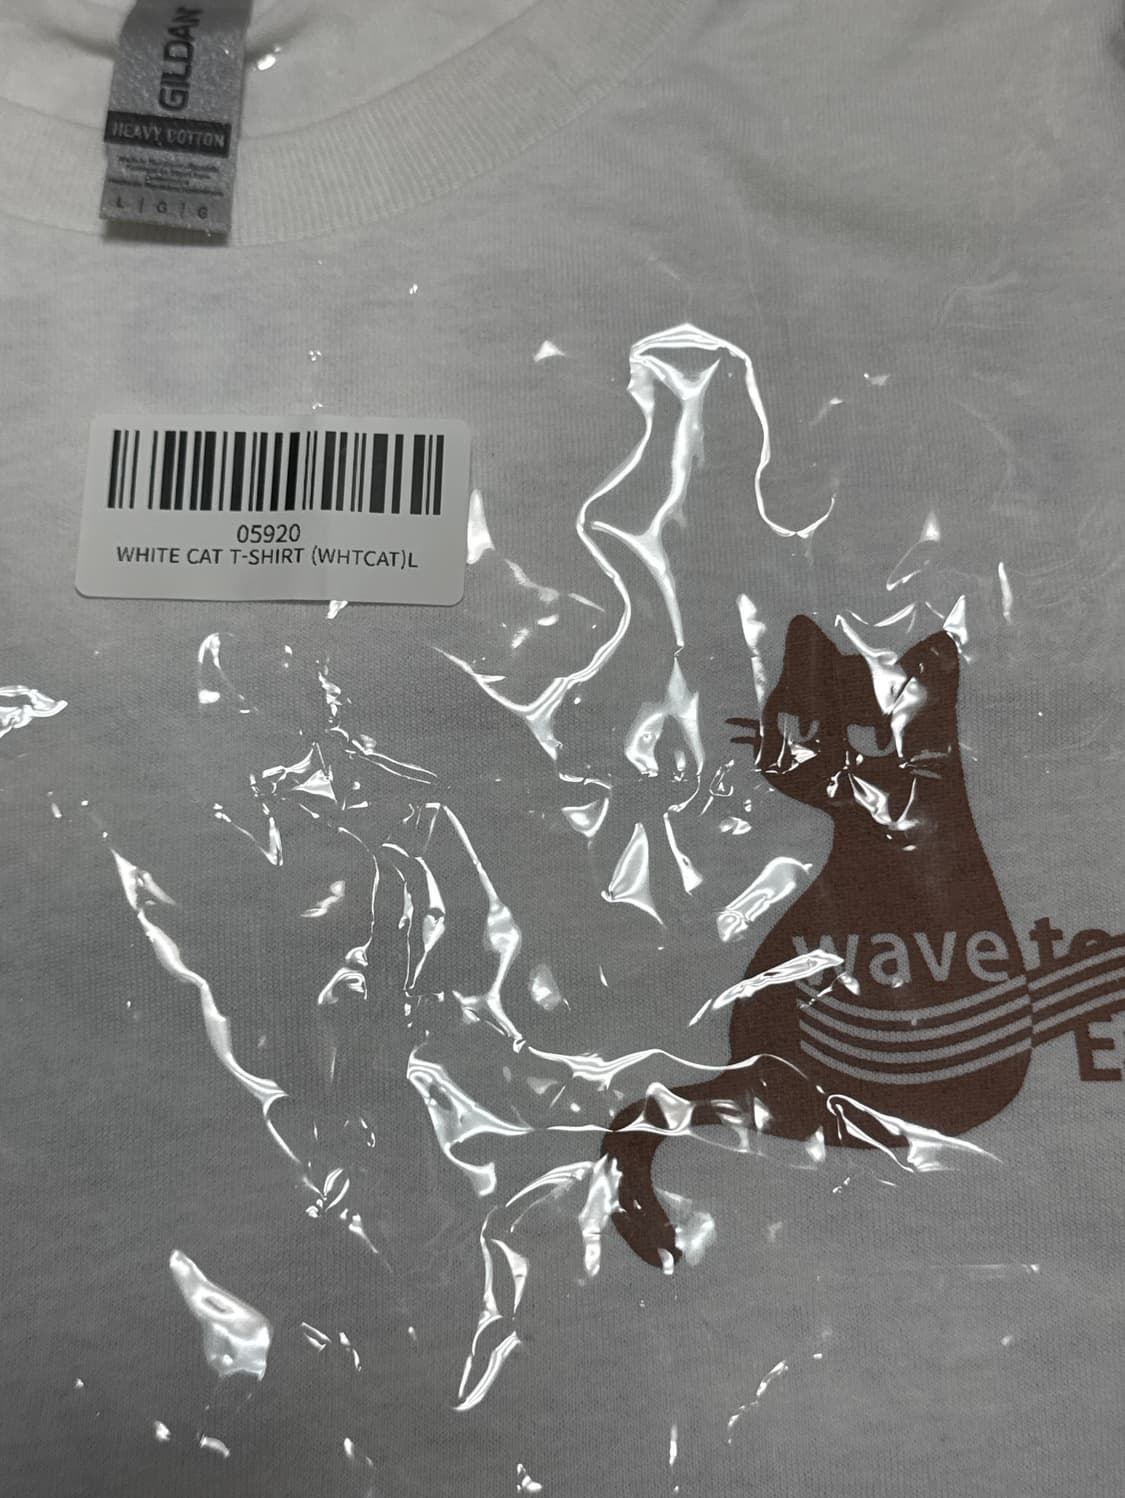 GILDAN
HEAVY COTTON
L | G | G
05920
WHITE CAT T-SHIRT (WHTCAT)L
wave